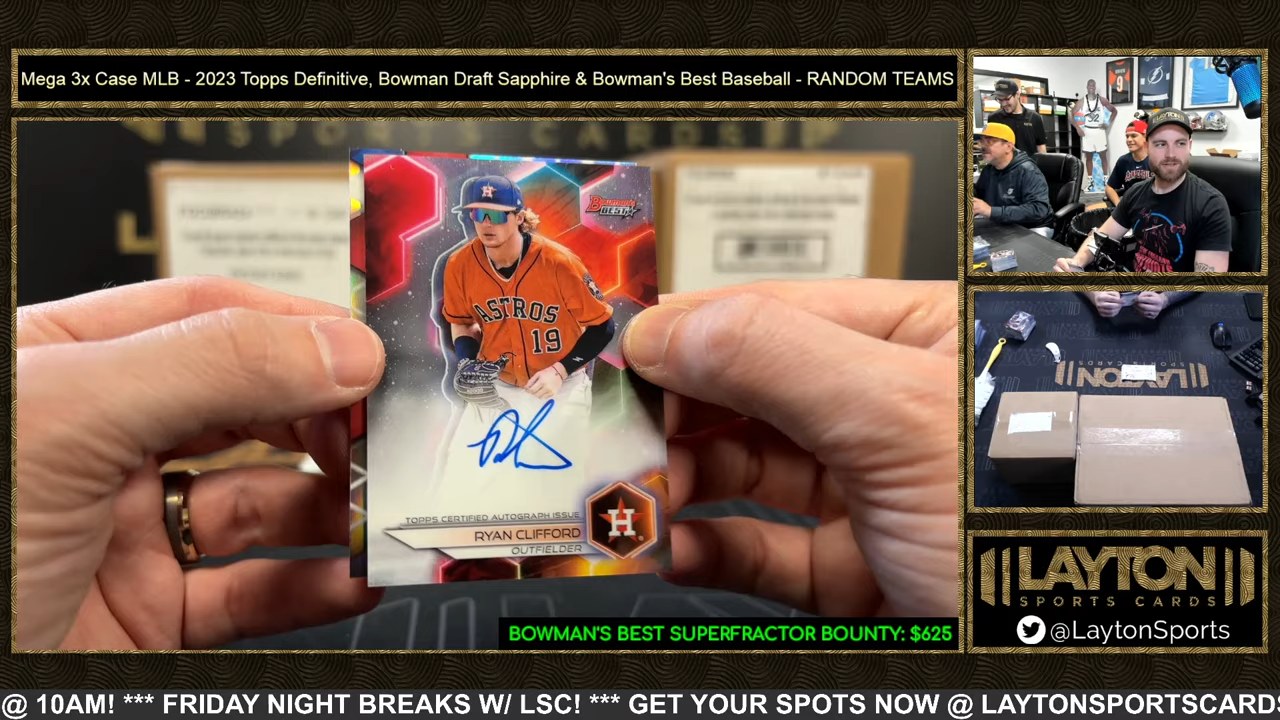 Mega 3x Case MLB - 2023 Topps Definitive, Bowman Draft Sapphire & Bowman's Best Baseball - RANDOM TEAMS
Bowman's
BEST
ASTROS
19
TOPPS CERTIFIED AUTOGRAPH ISSUE
RYAN CLIFFORD
OUTFIELDER
H
BOWMAN'S BEST SUPERFRACTOR BOUNTY: $625
LAYTON
LAYTON
SPORTS CARDS
@LaytonSports
@ 10AM! *** FRIDAY NIGHT BREAKS W/ LSC! *** GET YOUR SPOTS NOW @ LAYTONSPORTSCARDS